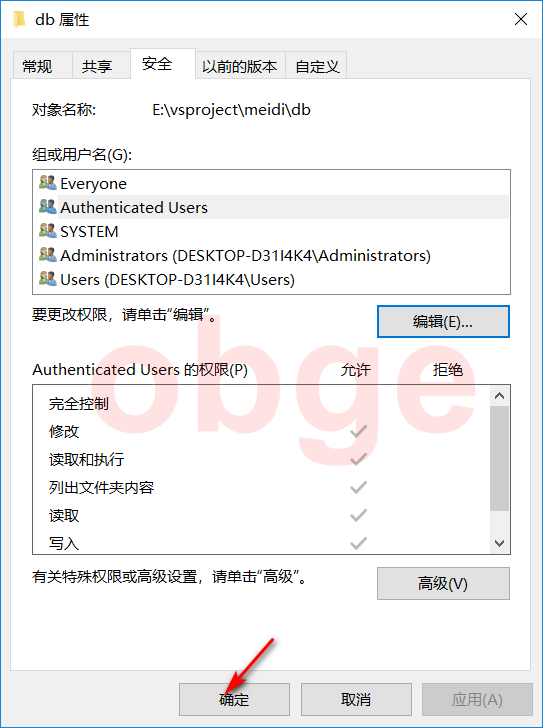 db 属性
常规 共享 安全 以前的版本 自定义
对象名称: E:\vsproject\meidi\db
组或用户名(G):
Everyone
Authenticated Users
SYSTEM
Administrators (DESKTOP-D31I4K4\Administrators)
Users (DESKTOP-D31I4K4\Users)
要更改权限，请单击“编辑”。
编辑(E)...
Authenticated Users 的权限(P) 允许 拒绝
完全控制
修改
读取和执行
列出文件夹内容
读取
写入
有关特殊权限或高级设置，请单击“高级”。
高级(V)
确定 取消 应用(A)
obge